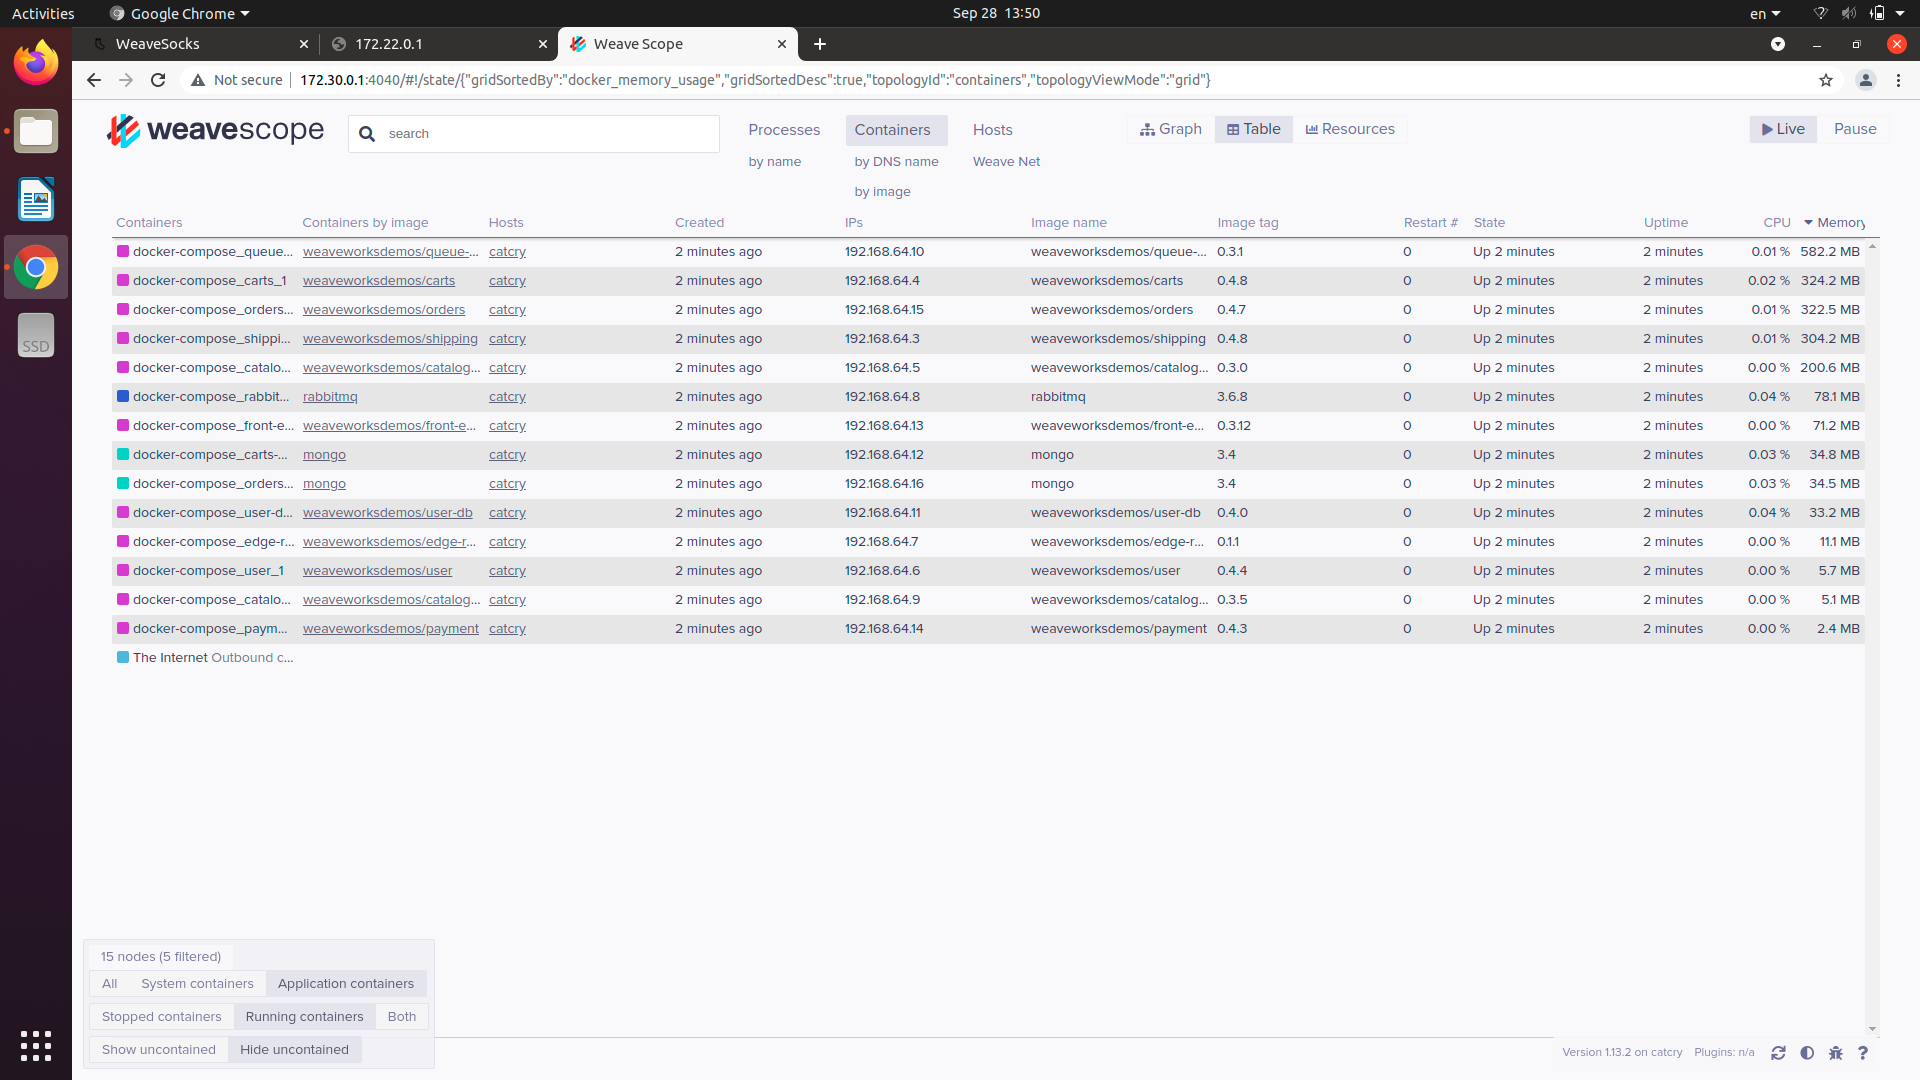 Activities Google Chrome Sep 28 13:50 en
WeaveSocks 172.22.0.1 Weave Scope
Not secure 172.30.0.1:4040/#!/state/{"gridSortedBy":"docker_memory_usage","gridSortedDesc":true,"topologyId":"containers","topologyViewMode":"grid"}
weavescope search Processes Containers Hosts Graph Table Resources Live Pause
by name by DNS name Weave Net
by image
Containers Containers by image Hosts Created IPs Image name Image tag Restart # State Uptime CPU Memory
docker-compose_queue... weaveworksdemos/queue-... catcry 2 minutes ago 192.168.64.10 weaveworksdemos/queue-... 0.3.1 0 Up 2 minutes 2 minutes 0.01 % 582.2 MB
docker-compose_carts_1 weaveworksdemos/carts catcry 2 minutes ago 192.168.64.4 weaveworksdemos/carts 0.4.8 0 Up 2 minutes 2 minutes 0.02 % 324.2 MB
docker-compose_orders... weaveworksdemos/orders catcry 2 minutes ago 192.168.64.15 weaveworksdemos/orders 0.4.7 0 Up 2 minutes 2 minutes 0.01 % 322.5 MB
docker-compose_shippi... weaveworksdemos/shipping catcry 2 minutes ago 192.168.64.3 weaveworksdemos/shipping 0.4.8 0 Up 2 minutes 2 minutes 0.01 % 304.2 MB
docker-compose_catalo... weaveworksdemos/catalog... catcry 2 minutes ago 192.168.64.5 weaveworksdemos/catalog... 0.3.0 0 Up 2 minutes 2 minutes 0.00 % 200.6 MB
docker-compose_rabbit... rabbitmq catcry 2 minutes ago 192.168.64.8 rabbitmq 3.6.8 0 Up 2 minutes 2 minutes 0.04 % 78.1 MB
docker-compose_front-e... weaveworksdemos/front-e... catcry 2 minutes ago 192.168.64.13 weaveworksdemos/front-e... 0.3.12 0 Up 2 minutes 2 minutes 0.00 % 71.2 MB
docker-compose_carts-... mongo catcry 2 minutes ago 192.168.64.12 mongo 3.4 0 Up 2 minutes 2 minutes 0.03 % 34.8 MB
docker-compose_orders... mongo catcry 2 minutes ago 192.168.64.16 mongo 3.4 0 Up 2 minutes 2 minutes 0.03 % 34.5 MB
docker-compose_user-d... weaveworksdemos/user-db catcry 2 minutes ago 192.168.64.11 weaveworksdemos/user-db 0.4.0 0 Up 2 minutes 2 minutes 0.04 % 33.2 MB
docker-compose_edge-r... weaveworksdemos/edge-r... catcry 2 minutes ago 192.168.64.7 weaveworksdemos/edge-r... 0.1.1 0 Up 2 minutes 2 minutes 0.00 % 11.1 MB
docker-compose_user_1 weaveworksdemos/user catcry 2 minutes ago 192.168.64.6 weaveworksdemos/user 0.4.4 0 Up 2 minutes 2 minutes 0.00 % 5.7 MB
docker-compose_catalo... weaveworksdemos/catalog... catcry 2 minutes ago 192.168.64.9 weaveworksdemos/catalog... 0.3.5 0 Up 2 minutes 2 minutes 0.00 % 5.1 MB
docker-compose_paym... weaveworksdemos/payment catcry 2 minutes ago 192.168.64.14 weaveworksdemos/payment 0.4.3 0 Up 2 minutes 2 minutes 0.00 % 2.4 MB
The Internet Outbound c...
SSD
15 nodes (5 filtered)
All System containers Application containers
Stopped containers Running containers Both
Show uncontained Hide uncontained
Version 1.13.2 on catcry Plugins: n/a ?